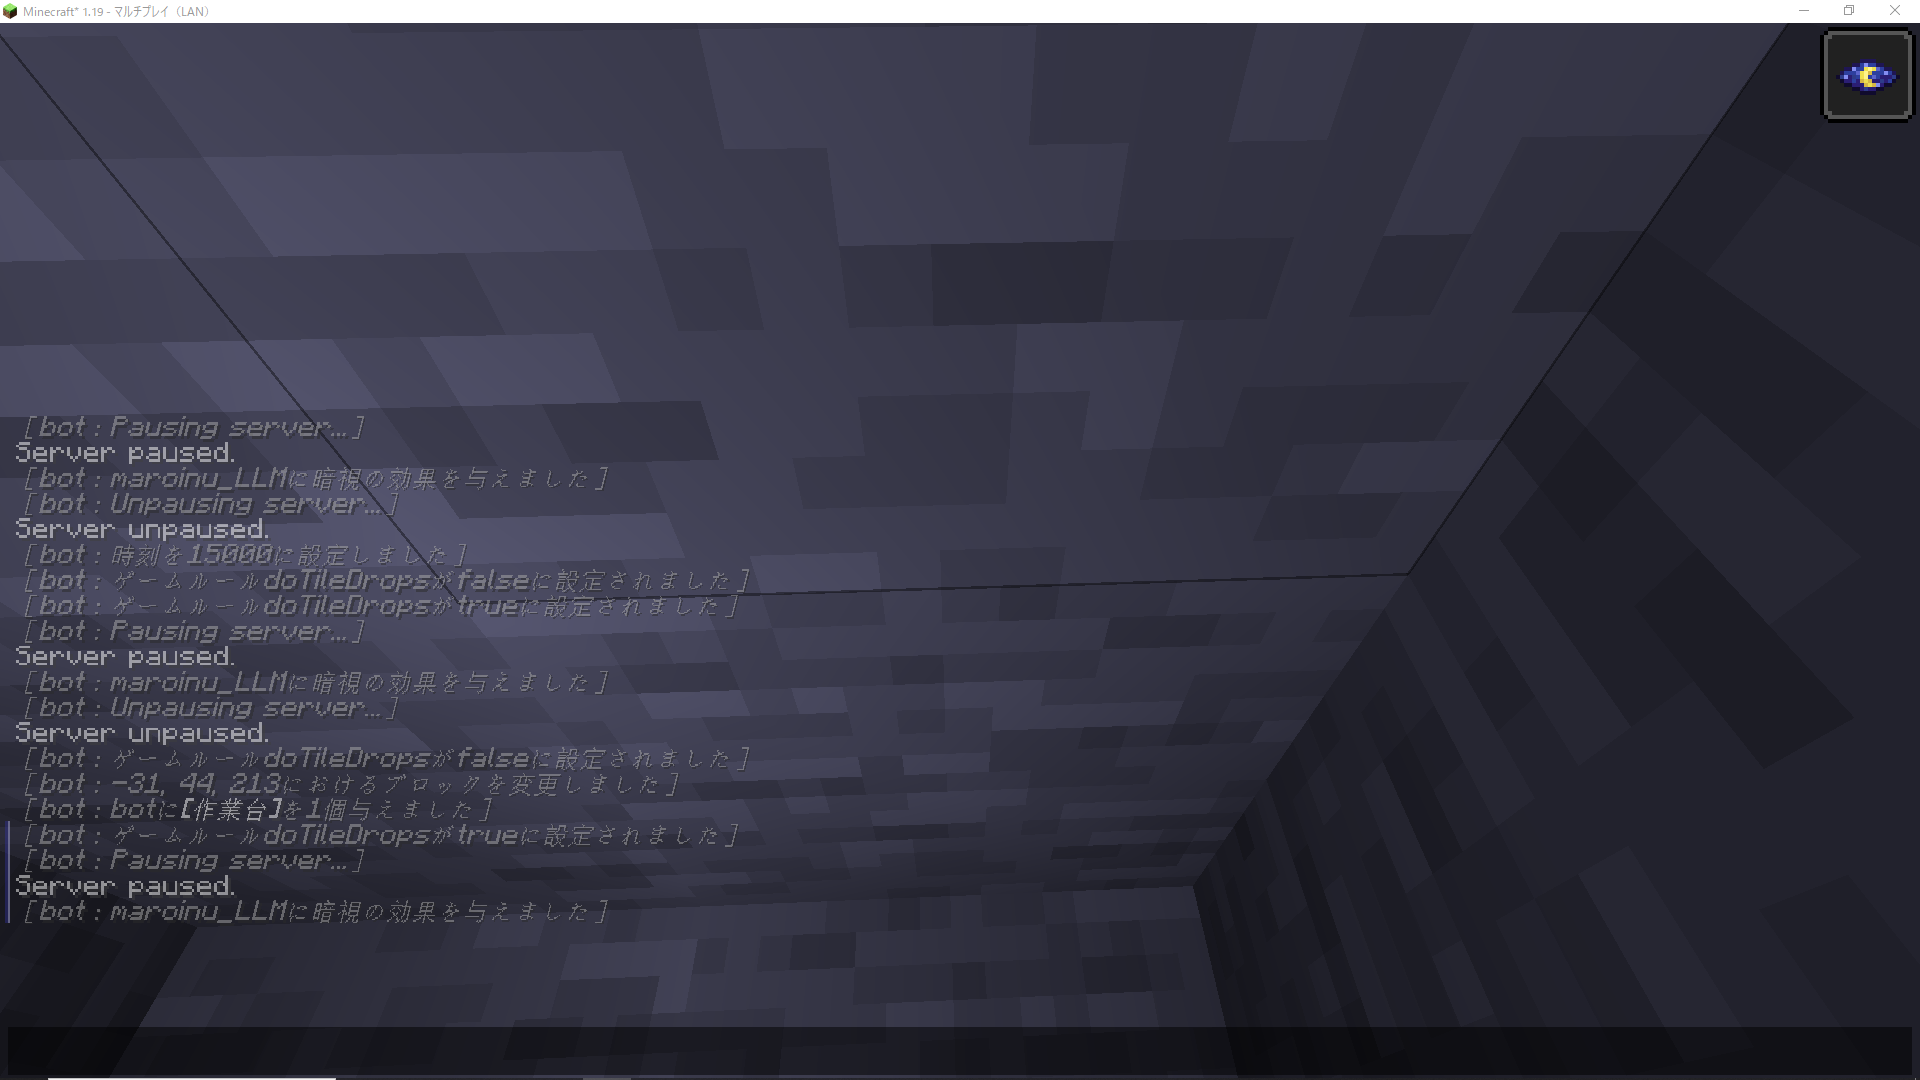 Minecraft* 1.19 - マルチプレイ（LAN）
[bot: Pausing server...]
Server paused.
[bot: maroinu_LLMに暗視の効果を与えました]
[bot: Unpausing server...]
Server unpaused.
[bot: 時刻を15000に設定しました]
[bot: ゲームルールdoTileDropsがfalseに設定されました]
[bot: ゲームルールdoTileDropsがtrueに設定されました]
[bot: Pausing server...]
Server paused.
[bot: maroinu_LLMに暗視の効果を与えました]
[bot: Unpausing server...]
Server unpaused.
[bot: ゲームルールdoTileDropsがfalseに設定されました]
[bot: -31, 44, 213におけるブロックを変更しました]
[bot: botに[作業台]を1個与えました]
[bot: ゲームルールdoTileDropsがtrueに設定されました]
[bot: Pausing server...]
Server paused.
[bot: maroinu_LLMに暗視の効果を与えました]